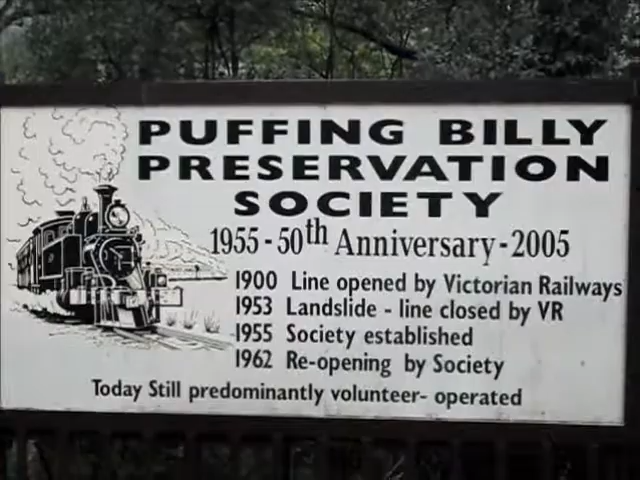 PUFFING BILLY
PRESERVATION
SOCIETY
1955 - 50th Anniversary - 2005
1900 Line opened by Victorian Railways
1953 Landslide - line closed by VR
1955 Society established
1962 Re-opening by Society
Today Still predominantly volunteer- operated